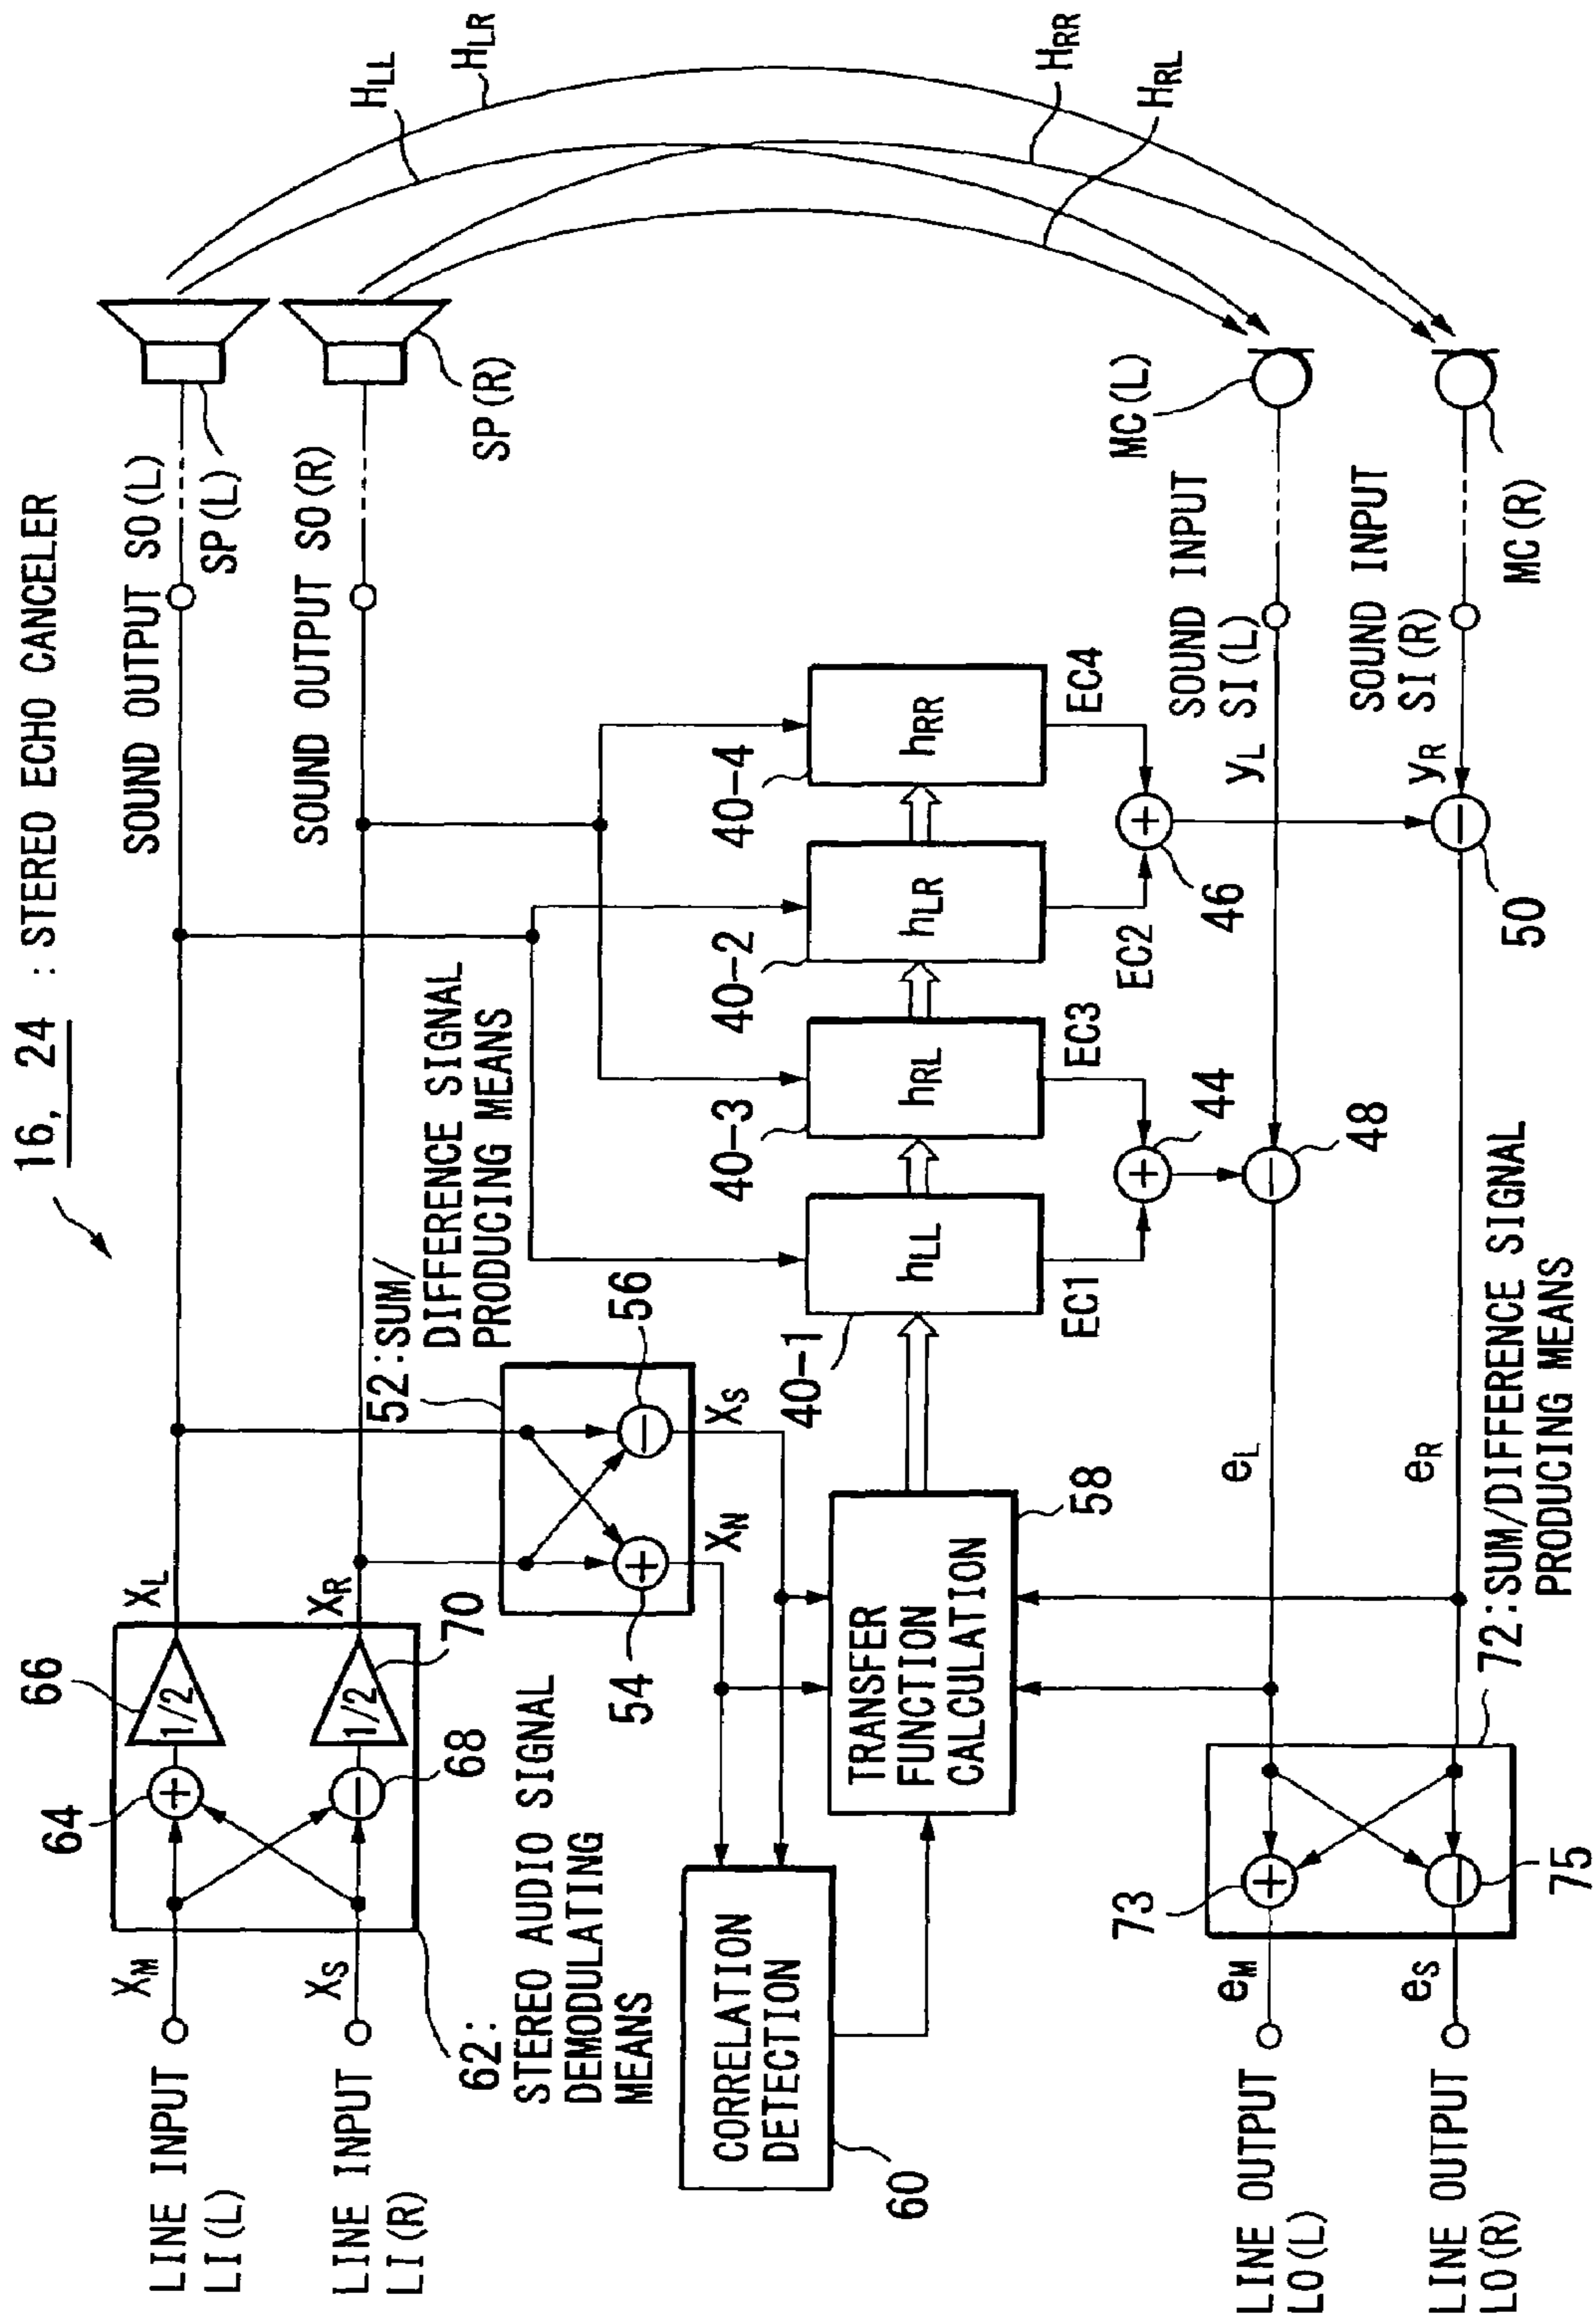 16, 24 : STEREO ECHO CANCELER
LINE INPUT
LI(L)
XM
64
66
1/2
XL
SOUND OUTPUT SO(L)
SP(L)
HLL
HLR
LINE INPUT
LI(R)
XS
68
1/2
70
XR
SOUND OUTPUT SO(R)
SP(R)
62:
STEREO AUDIO SIGNAL
DEMODULATING
MEANS
52:SUM/
DIFFERENCE SIGNAL
PRODUCING MEANS
54
56
XN
XS
CORRELATION
DETECTION
60
TRANSFER
FUNCTION
CALCULATION
58
40-1
hLL
40-3
hRL
40-2
hLR
40-4
hRR
EC1
EC3
EC2
EC4
44
46
HRR
HRL
MC(L)
SOUND INPUT
SI(L)
yL
48
eL
LINE OUTPUT
LO(L)
eM
73
MC(R)
SOUND INPUT
SI(R)
yR
50
eR
LINE OUTPUT
LO(R)
eS
75
72:SUM/DIFFERENCE SIGNAL
PRODUCING MEANS